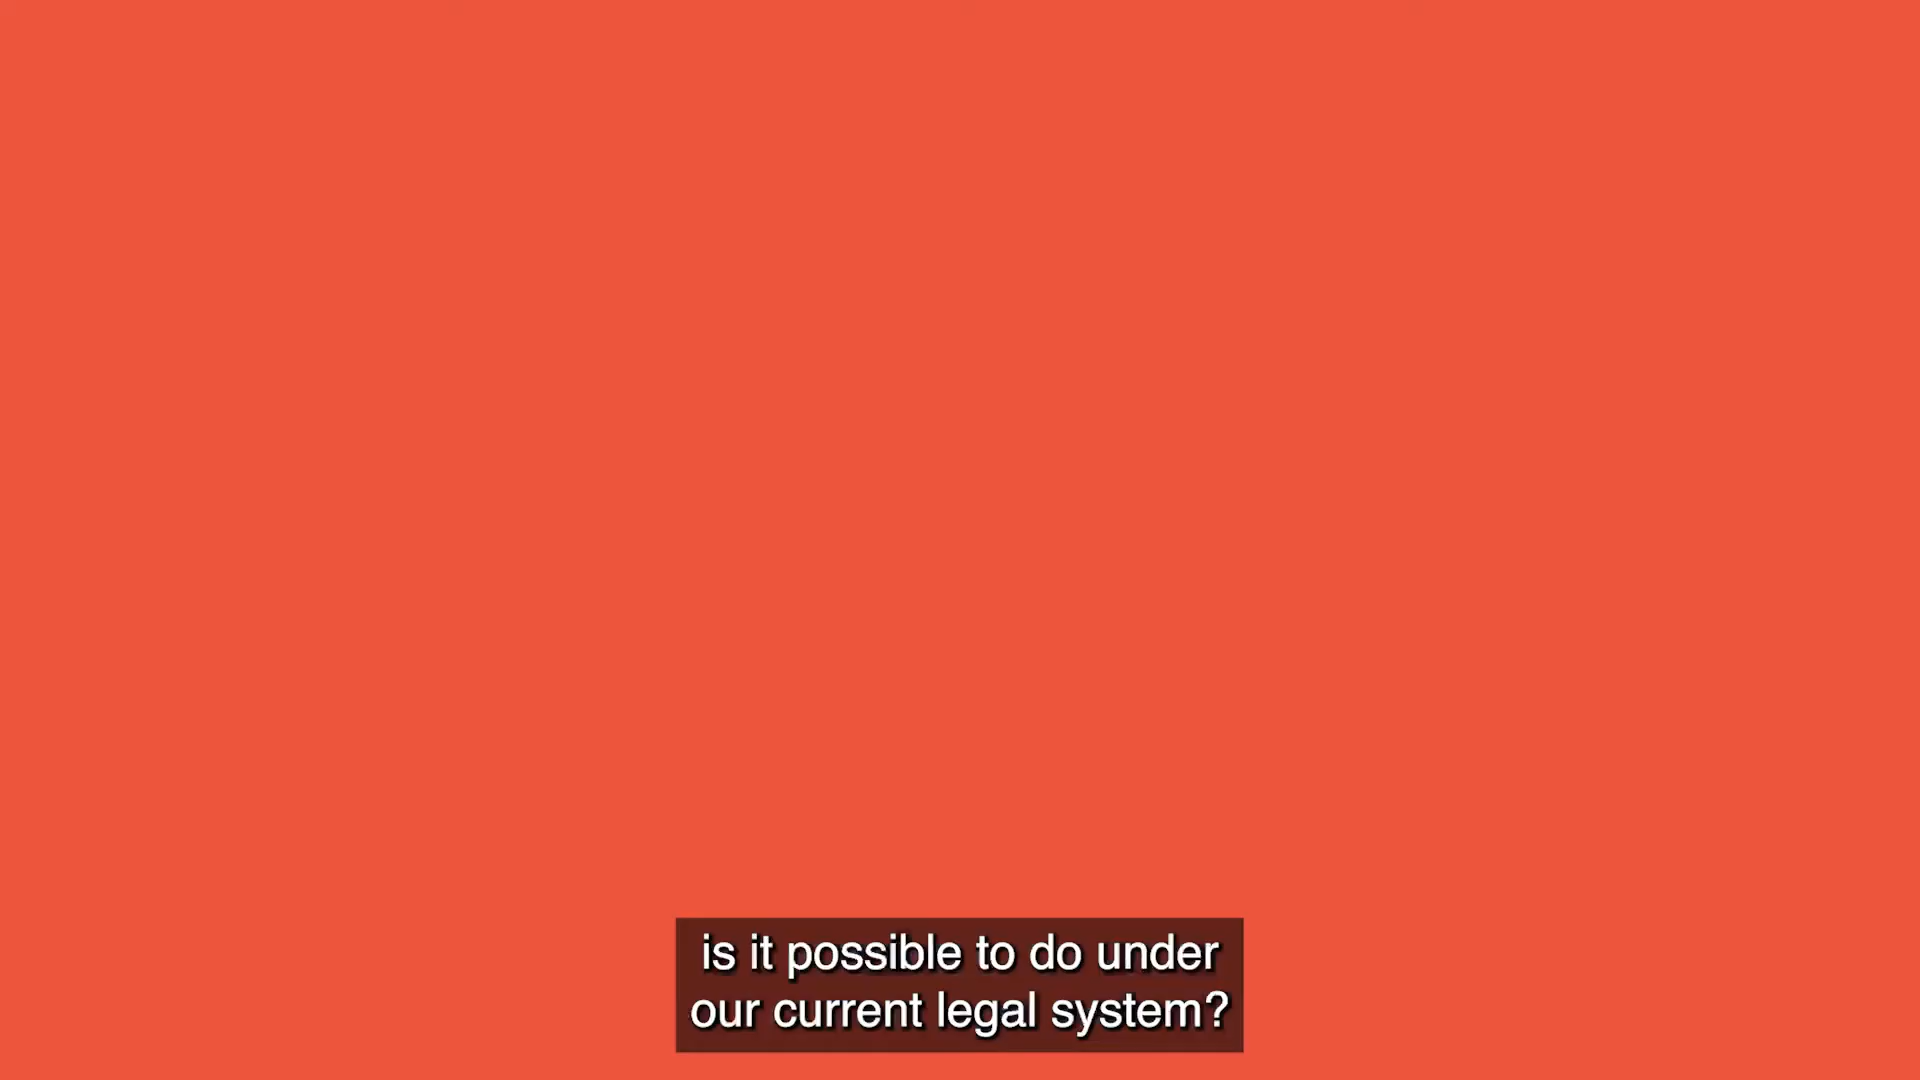 is it possible to do under
our current legal system?